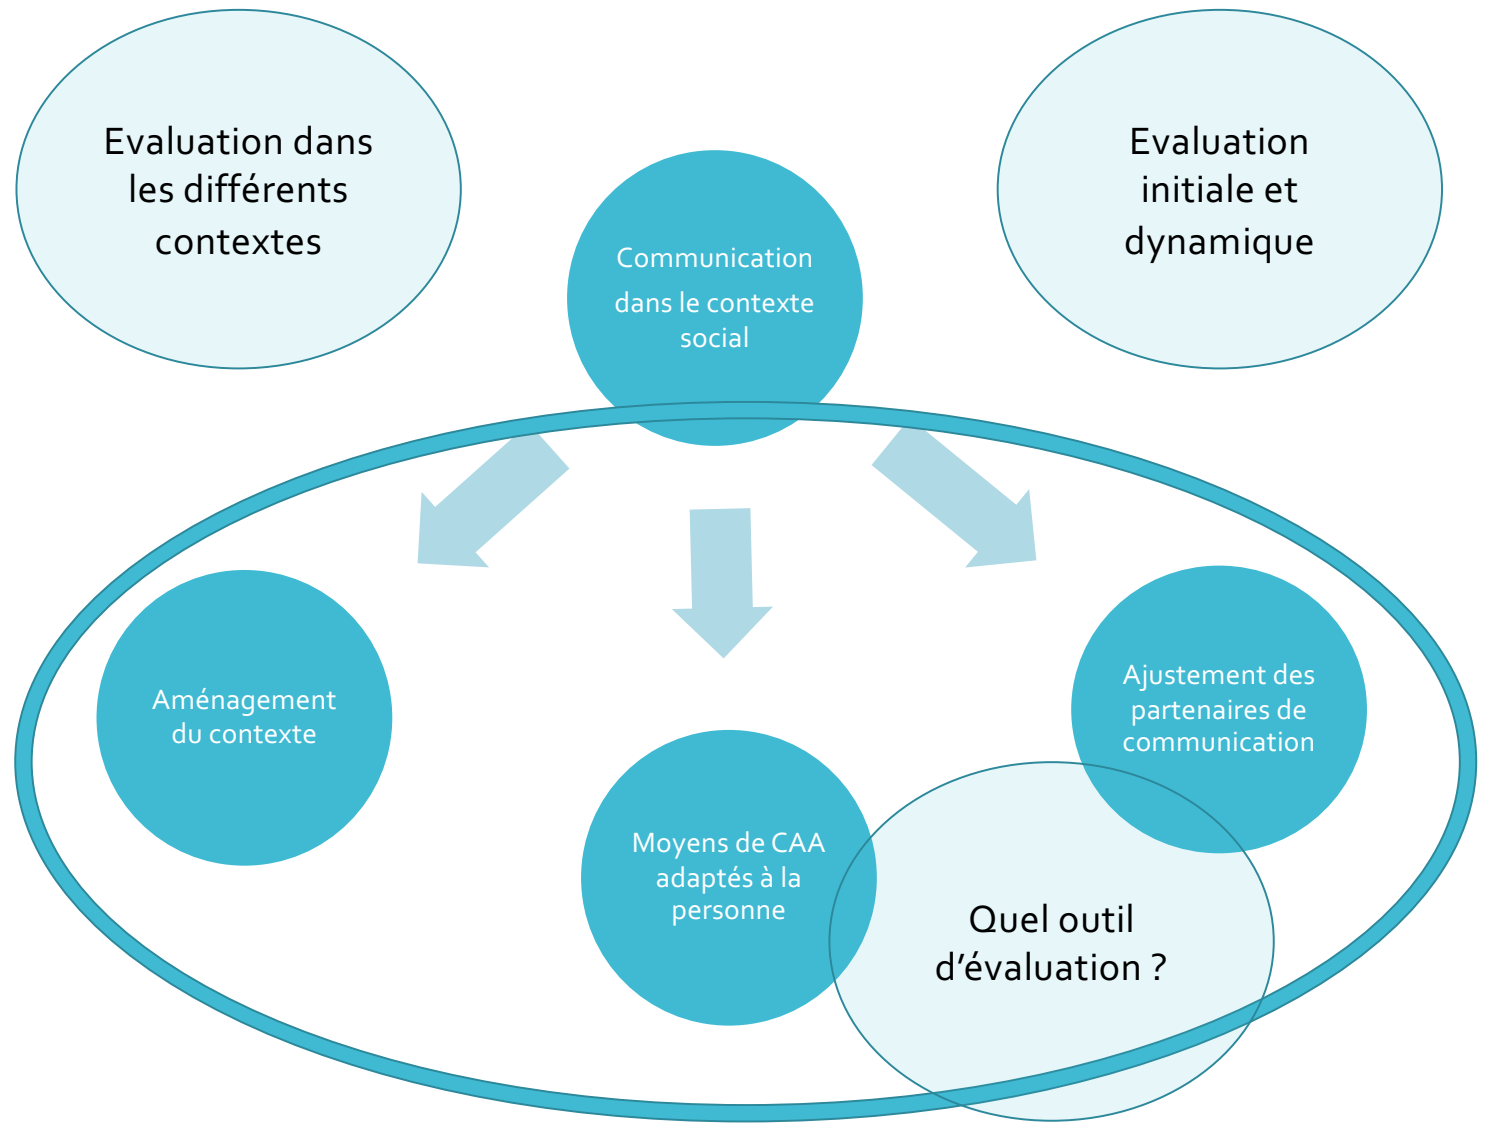 Evaluation dans
les différents
contextes
Evaluation
initiale et
dynamique
Communication
dans le contexte
social
Aménagement
du contexte
Moyens de CAA
adaptés à la
personne
Ajustement des
partenaires de
communication
Quel outil
d’évaluation ?